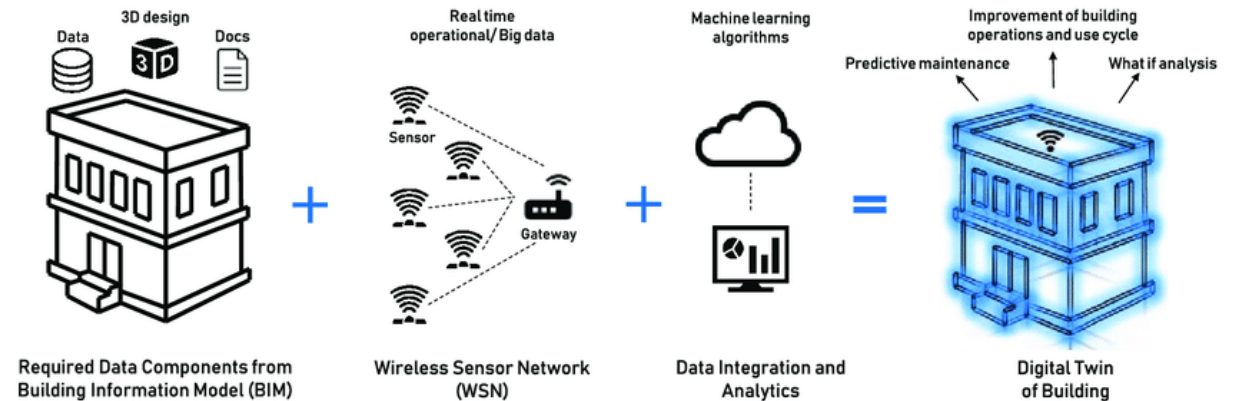 3D design
Data
Docs
3D
Required Data Components from
Building Information Model (BIM)
+
Real time
operational/ Big data
Sensor
Gateway
Wireless Sensor Network
(WSN)
+
Machine learning
algorithms
Data Integration and
Analytics
=
Improvement of building
operations and use cycle
Predictive maintenance
What if analysis
Digital Twin
of Building